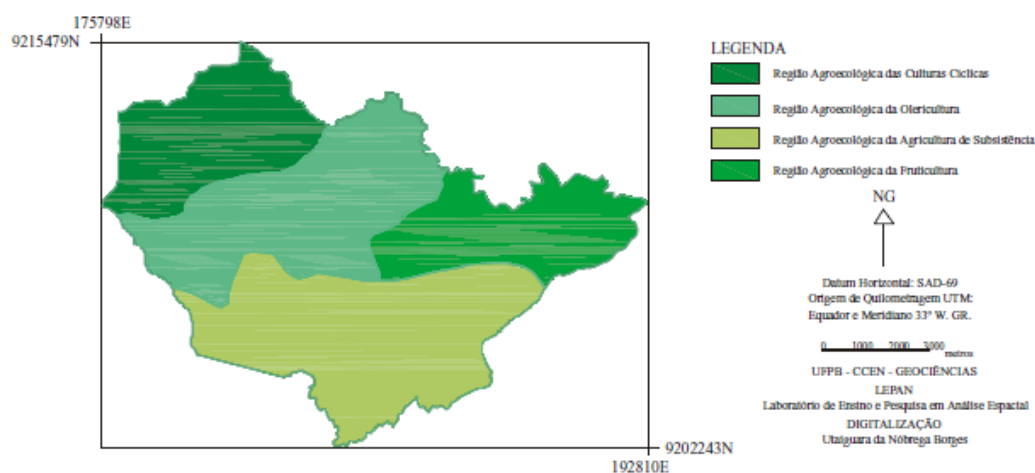 175798E
9215479N
LEGENDA
Região Agroecológica das Culturas Cíclicas
Região Agroecológica da Olericultura
Região Agroecológica da Agricultura de Subsistência
Região Agroecológica da Fruticultura
NG
Datum Horizontal: SAD-69
Origem de Quilometragem UTM:
Equador e Meridiano 33º W. GR.
0 1000 2000 3000
metros
UFPB - CCEN - GEOCIÊNCIAS
LEPAN
Laboratório de Ensino e Pesquisa em Análise Espacial
DIGITALIZAÇÃO
Utaiguara da Nóbrega Borges
9202243N
192810E